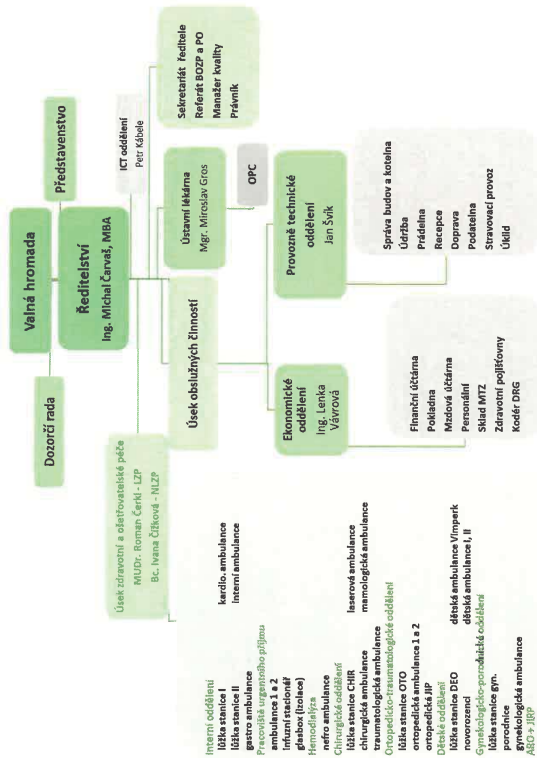 Valná hromada
Dozorčí rada
Představenstvo
Ředitelství
Ing. Michal Čarvaš, MBA
ICT oddělení
Petr Kábele
Sekretariát ředitele
Referát BOZP a PO
Manažer kvality
Právník
Úsek zdravotní a ošetřovatelské péče
MUDr. Roman Čerkl - LZP
Bc. Ivana Čížková - NLZP
Úsek obslužných činností
Ústavní lékárna
Mgr. Miroslav Gros
OPC
Ekonomické
oddělení
Ing. Lenka
Vávrová
Provozně technické
oddělení
Jan Švik
Finanční účtárna
Pokladna
Mzdová účtárna
Personální
Sklad MTZ
Zdravotní pojišťovny
Kodér DRG
Správa budov a kotelna
Údržba
Prádelna
Recepce
Doprava
Podatelna
Stravovací provoz
Úklid
Interní oddělení
lůžka stanice I kardio. ambulance
lůžka stanice II interní ambulance
gastro ambulance
Pracoviště urgentního příjmu
ambulance 1 a 2
infuzní stacionář
glasbox (izolace)
Hemodialýza
nefro ambulance
Chirurgické oddělení
lůžka stanice CHIR laserová ambulance
chirurgická ambulance mamologická ambulance
traumatologická ambulance
Ortopedicko-traumatologické oddělení
lůžka stanice OTO
ortopedická ambulance 1 a 2
ortopedická JIP
Dětské oddělení
lůžka stanice DEO dětská ambulance Vimperk
novorozenci dětská ambulance I, II
Gynekologicko-porodnické oddělení
lůžka stanice gyn.
porodnice
gynekologická ambulance
ARO + JIRP